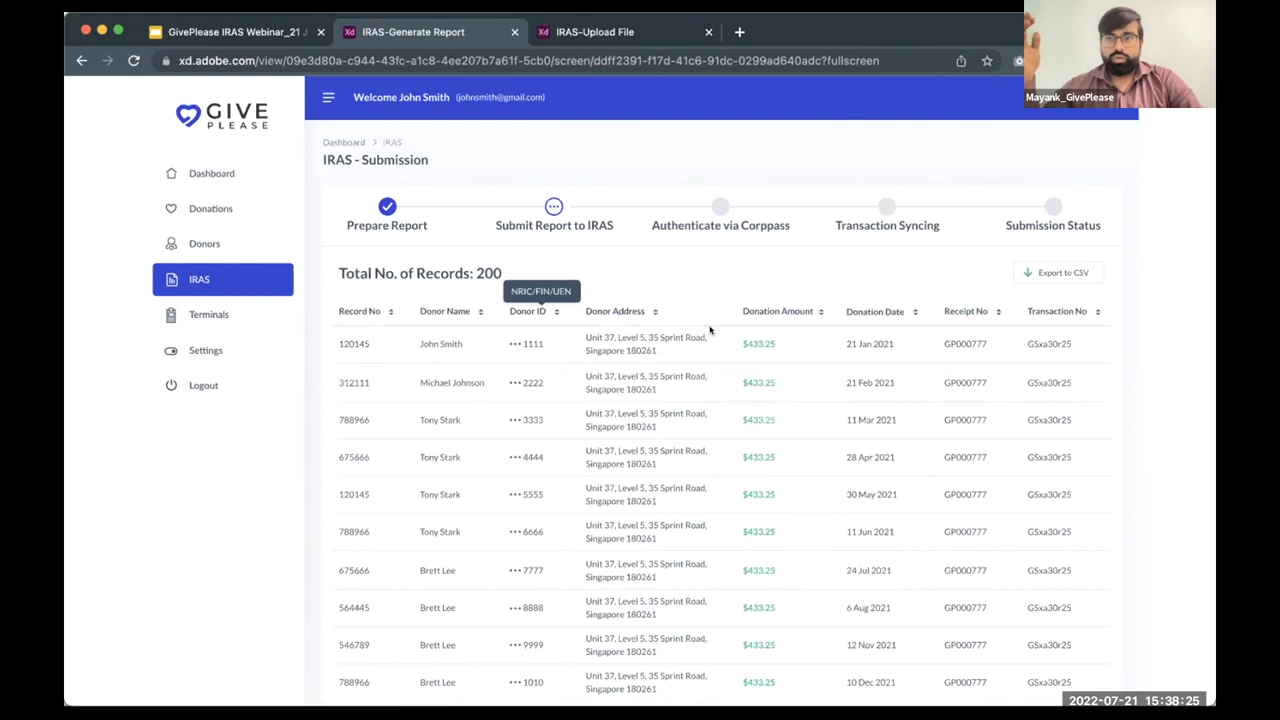 GivePlease IRAS Webinar_21 J
IRAS-Generate Report
IRAS-Upload File
xd.adobe.com/view/09e3d80a-c944-43fc-a1c8-4ee207b7a61f-5cb0/screen/ddff2391-f17d-41c6-91dc-0299ad640adc?fullscreen
Mayank_GivePlease
GIVE
PLEASE
Welcome John Smith (johnsmith@gmail.com)
Dashboard
Donations
Donors
IRAS
Terminals
Settings
Logout
Dashboard > IRAS
IRAS - Submission
Prepare Report Submit Report to IRAS Authenticate via Corppass Transaction Syncing Submission Status
Total No. of Records: 200
Export to CSV
NRIC/FIN/UEN
Record No Donor Name Donor ID Donor Address Donation Amount Donation Date Receipt No Transaction No
120145 John Smith •••1111 Unit 37, Level 5, 35 Sprint Road, $433.25 21 Jan 2021 GP000777 GSxa30r25
Singapore 180261
312111 Michael Johnson •••2222 Unit 37, Level 5, 35 Sprint Road, $433.25 21 Feb 2021 GP000777 GSxa30r25
Singapore 180261
788966 Tony Stark •••3333 Unit 37, Level 5, 35 Sprint Road, $433.25 11 Mar 2021 GP000777 GSxa30r25
Singapore 180261
675666 Tony Stark •••4444 Unit 37, Level 5, 35 Sprint Road, $433.25 28 Apr 2021 GP000777 GSxa30r25
Singapore 180261
120145 Tony Stark •••5555 Unit 37, Level 5, 35 Sprint Road, $433.25 30 May 2021 GP000777 GSxa30r25
Singapore 180261
788966 Tony Stark •••6666 Unit 37, Level 5, 35 Sprint Road, $433.25 11 Jun 2021 GP000777 GSxa30r25
Singapore 180261
675666 Brett Lee •••7777 Unit 37, Level 5, 35 Sprint Road, $433.25 24 Jul 2021 GP000777 GSxa30r25
Singapore 180261
564445 Brett Lee •••8888 Unit 37, Level 5, 35 Sprint Road, $433.25 6 Aug 2021 GP000777 GSxa30r25
Singapore 180261
546789 Brett Lee •••9999 Unit 37, Level 5, 35 Sprint Road, $433.25 12 Nov 2021 GP000777 GSxa30r25
Singapore 180261
788966 Brett Lee •••1010 Unit 37, Level 5, 35 Sprint Road, $433.25 10 Dec 2021 GP000777 GSxa30r25
Singapore 180261
2022-07-21 15:38:25